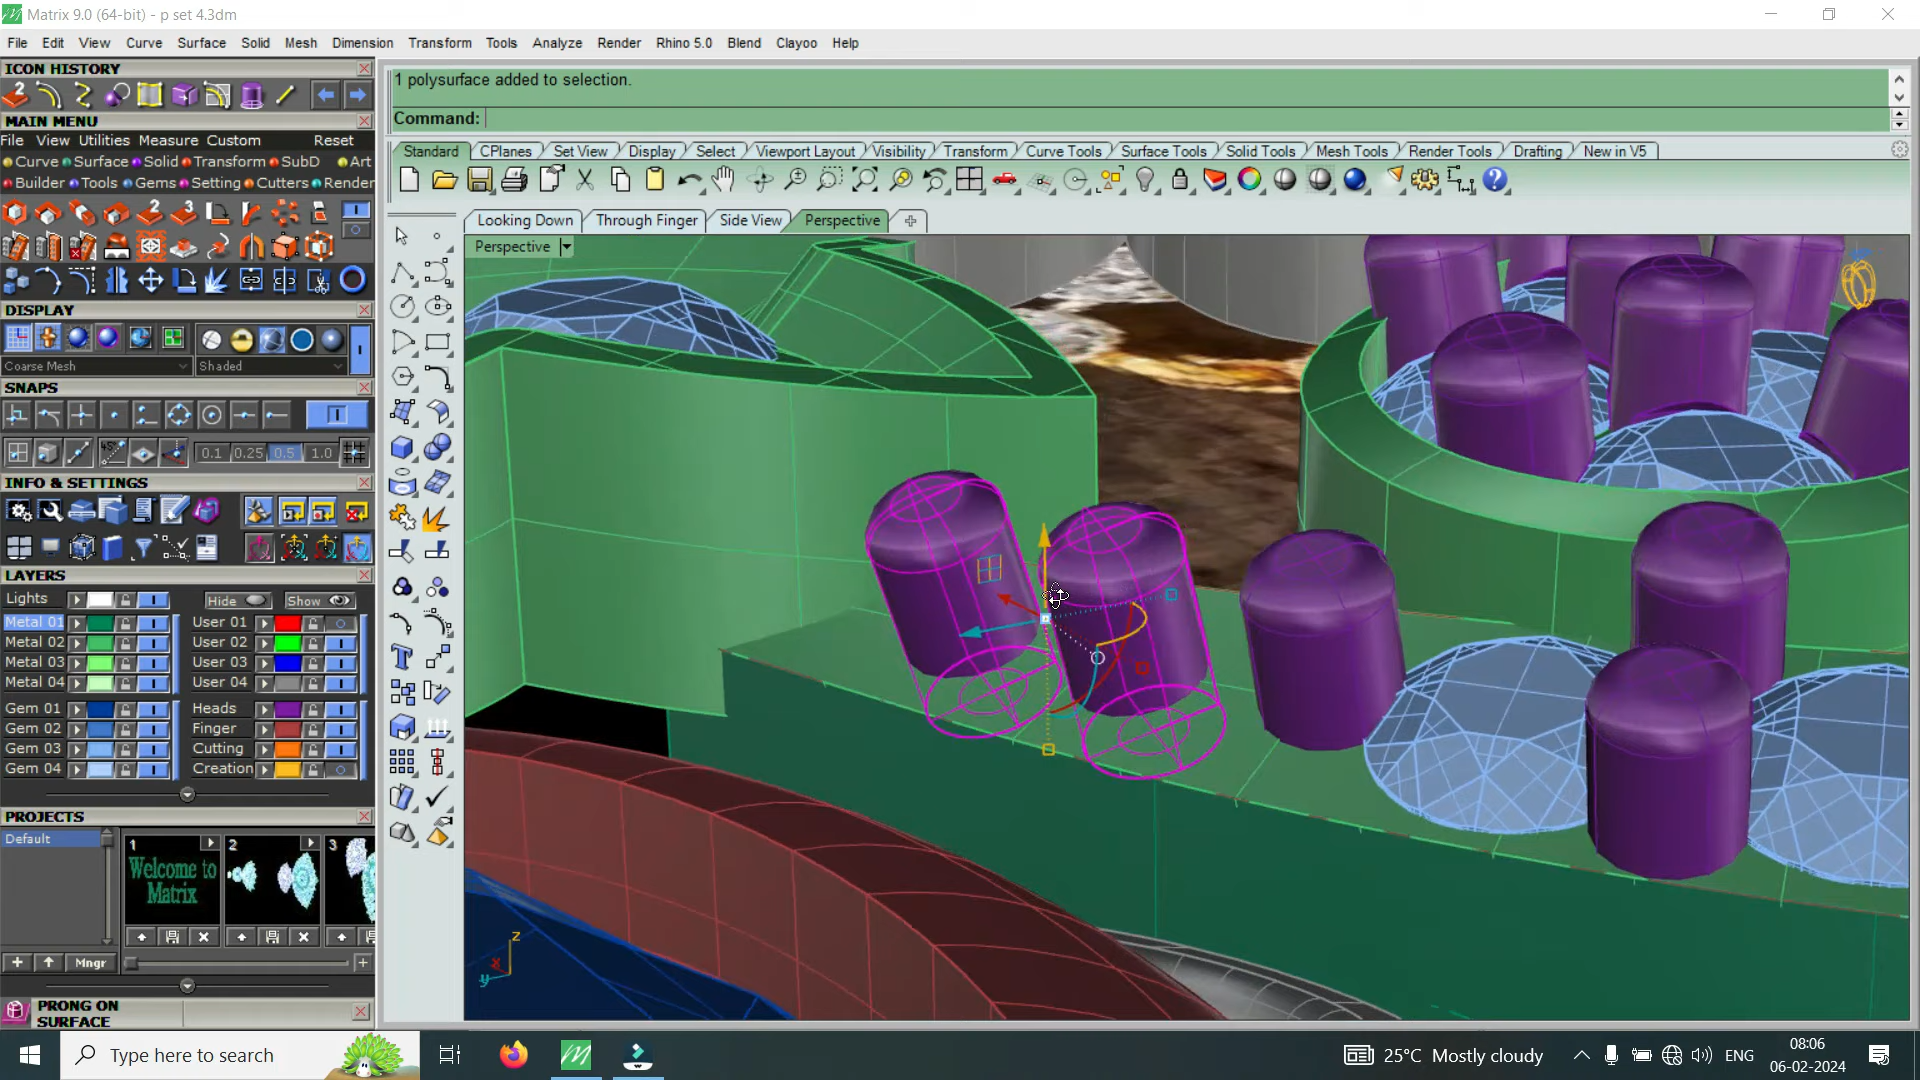 Matrix 9.0 (64-bit) - p set 4.3dm
File Edit View Curve Surface Solid Mesh Dimension Transform Tools Analyze Render Rhino 5.0 Blend Clayoo Help
ICON HISTORY
1 polysurface added to selection.
Command:
MAIN MENU
File View Utilities Measure Custom Reset
Curve Surface Solid Transform SubD Art
Builder Tools Gems Setting Cutters Render
Standard CPlanes Set View Display Select Viewport Layout Visibility Transform Curve Tools Surface Tools Solid Tools Mesh Tools Render Tools Drafting New in V5
Looking Down Through Finger Side View Perspective
Perspective
DISPLAY
Coarse Mesh Shaded
SNAPS
0.1 0.25 0.5 1.0
INFO & SETTINGS
LAYERS
Lights Hide Show
Metal 01 User 01
Metal 02 User 02
Metal 03 User 03
Metal 04 User 04
Gem 01 Heads
Gem 02 Finger
Gem 03 Cutting
Gem 04 Creation
PROJECTS
Default
1 2 3
Welcome to
Matrix
Mngr
PRONG ON
SURFACE
z
x
y
Type here to search
25°C Mostly cloudy
ENG
08:06
06-02-2024